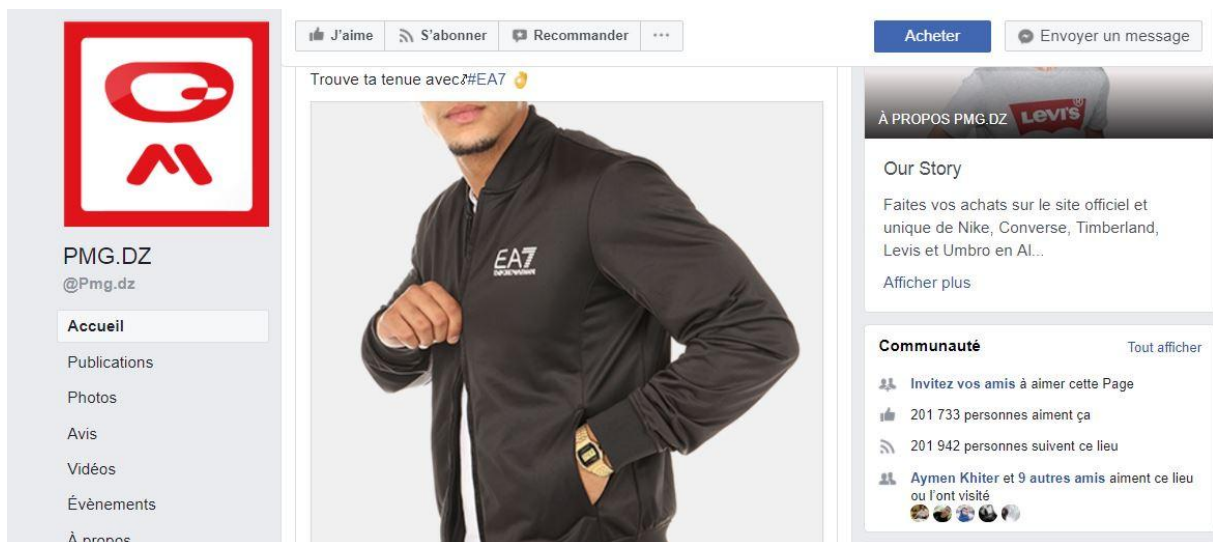 J'aime
S'abonner
Recommander
Acheter
Envoyer un message
PMG.DZ
@Pmg.dz
Accueil
Publications
Photos
Avis
Vidéos
Évènements
À propos
Trouve ta tenue avec #EA7
EA7
EMPORIO ARMANI
Levi's
À PROPOS PMG.DZ
Our Story
Faites vos achats sur le site officiel et
unique de Nike, Converse, Timberland,
Levis et Umbro en Al...
Afficher plus
Communauté
Tout afficher
Invitez vos amis à aimer cette Page
201 733 personnes aiment ça
201 942 personnes suivent ce lieu
Aymen Khiter et 9 autres amis aiment ce lieu
ou l'ont visité